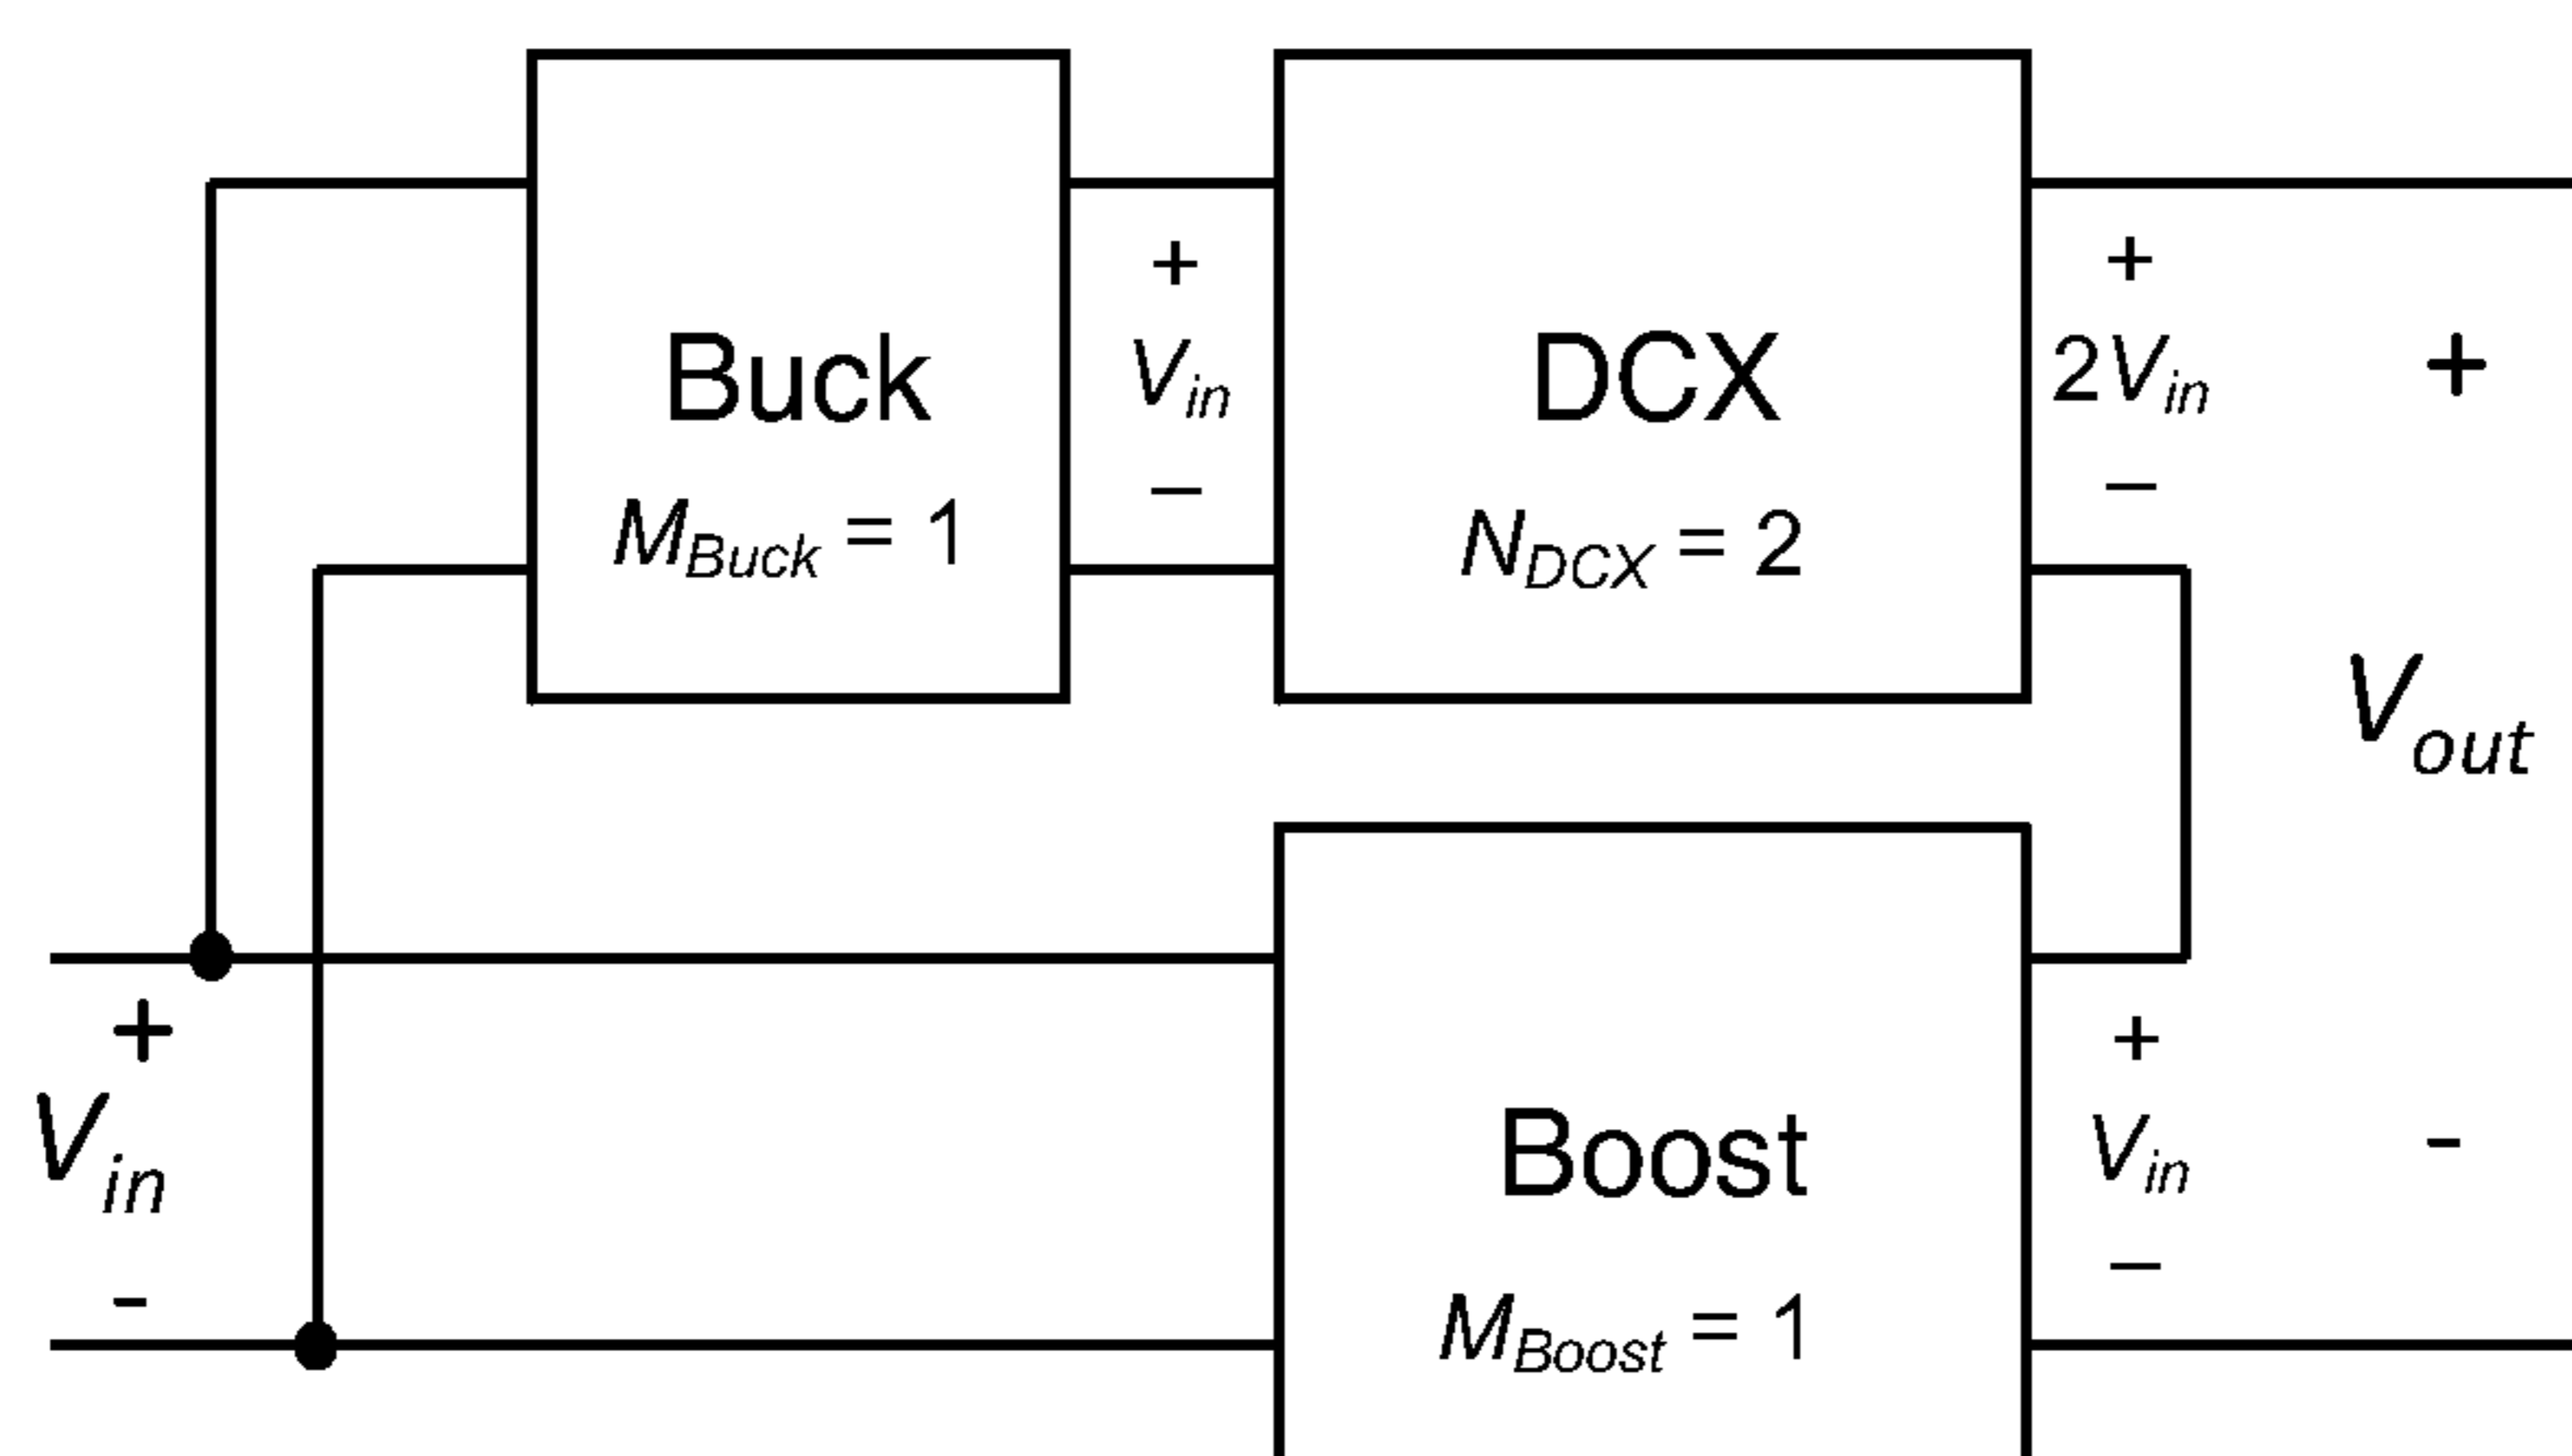 Buck
M_Buck = 1
+
V_in
–
DCX
N_DCX = 2
+
2V_in
–
+
V_out
-
+
V_in
-
Boost
M_Boost = 1
+
V_in
–